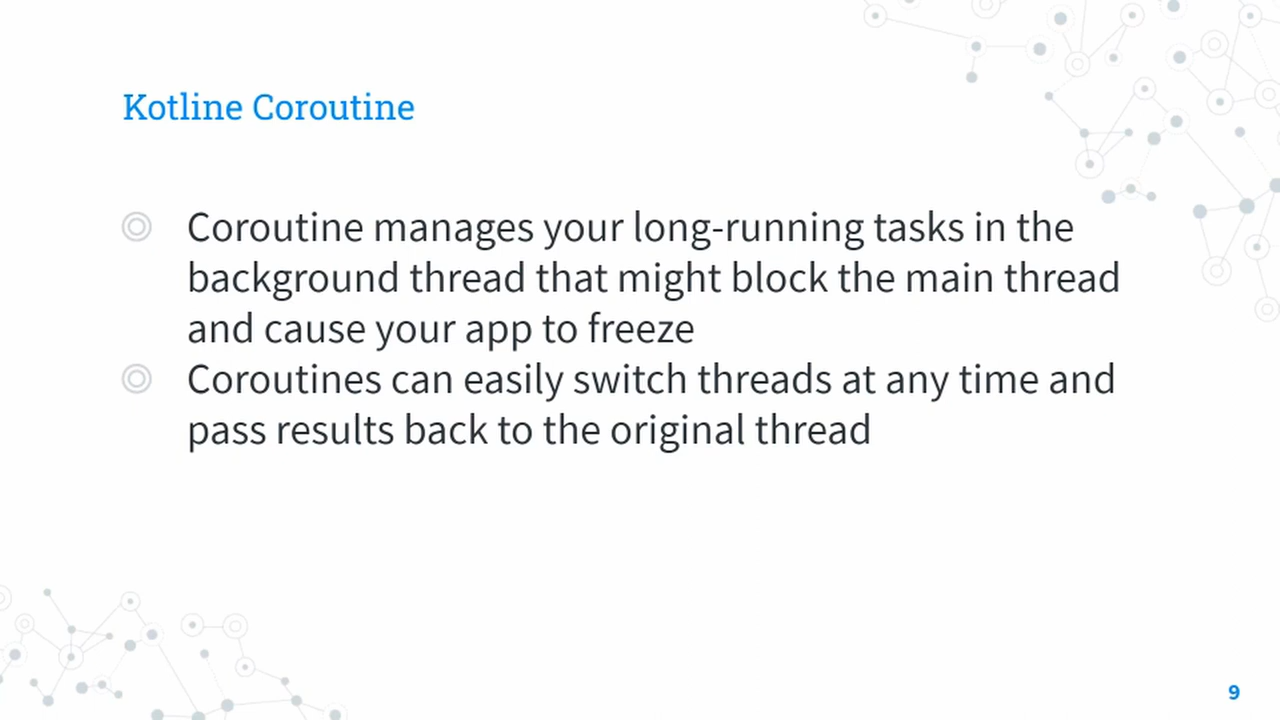 Kotline Coroutine
Coroutine manages your long-running tasks in the
background thread that might block the main thread
and cause your app to freeze
Coroutines can easily switch threads at any time and
pass results back to the original thread
9